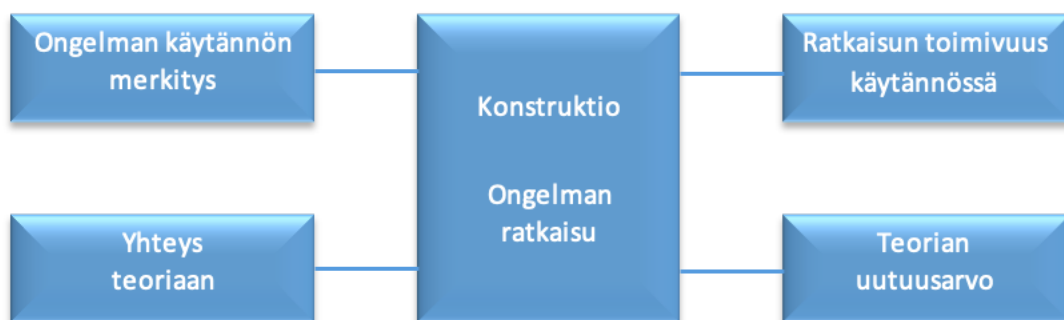 Ongelman käytännön
merkitys
Yhteys
teoriaan
Konstruktio
Ongelman
ratkaisu
Ratkaisun toimivuus
käytännössä
Teorian
uutuusarvo